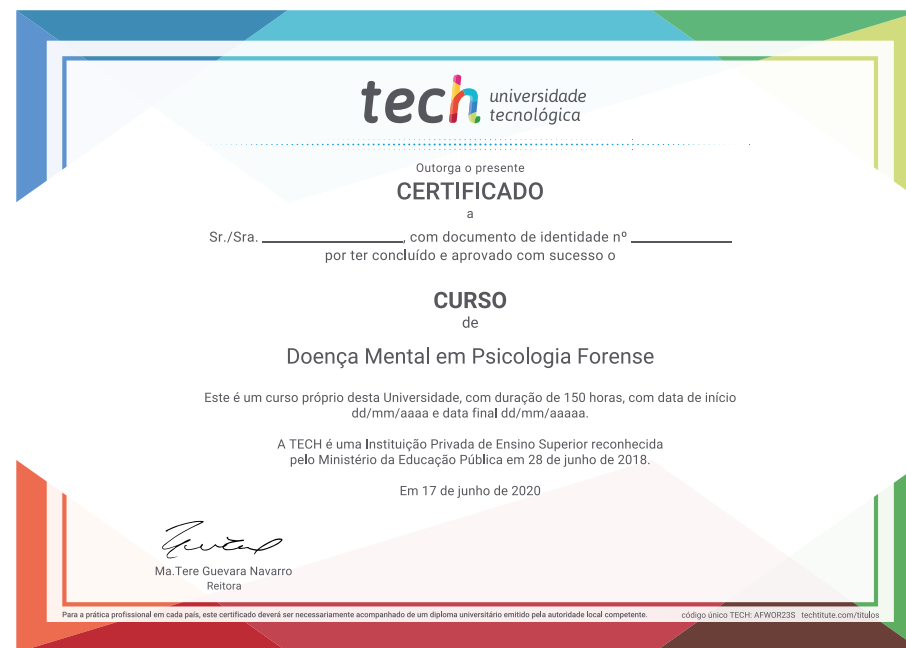 tech universidade
tecnológica
Outorga o presente
CERTIFICADO
a
Sr./Sra. ____________________, com documento de identidade nº ______________
por ter concluído e aprovado com sucesso o
CURSO
de
Doença Mental em Psicologia Forense
Este é um curso próprio desta Universidade, com duração de 150 horas, com data de início
dd/mm/aaaa e data final dd/mm/aaaaa.
A TECH é uma Instituição Privada de Ensino Superior reconhecida
pelo Ministério da Educação Pública em 28 de junho de 2018.
Em 17 de junho de 2020
Ma.Tere Guevara Navarro
Reitora
Para a prática profissional em cada país, este certificado deverá ser necessariamente acompanhado de um diploma universitário emitido pela autoridade local competente. código único TECH: AFWOR23S techtitute.com/titulos